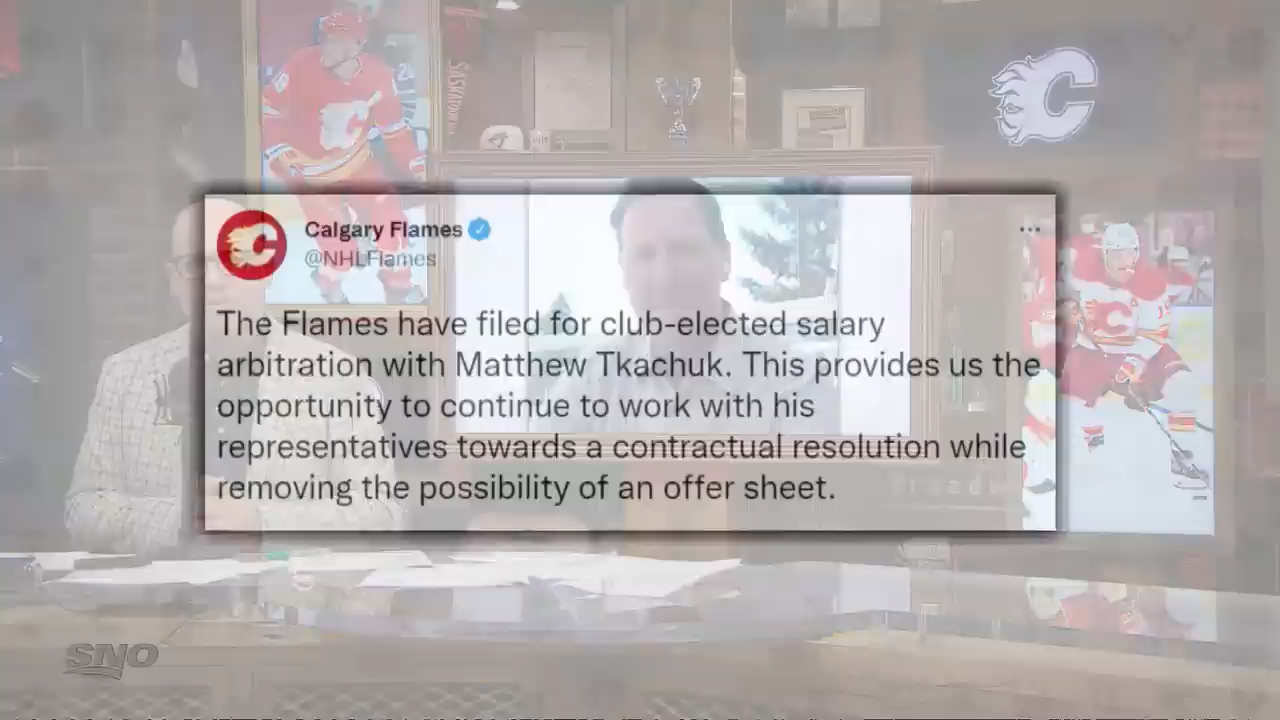 SASKATOON
Calgary Flames
@NHLFlames
The Flames have filed for club-elected salary
arbitration with Matthew Tkachuk. This provides us the
opportunity to continue to work with his
representatives towards a contractual resolution while
removing the possibility of an offer sheet.
SNO